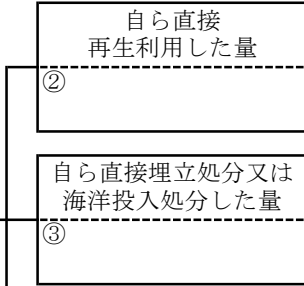 自ら直接
再生利用した量
②
自ら直接埋立処分又は
海洋投入処分した量
③